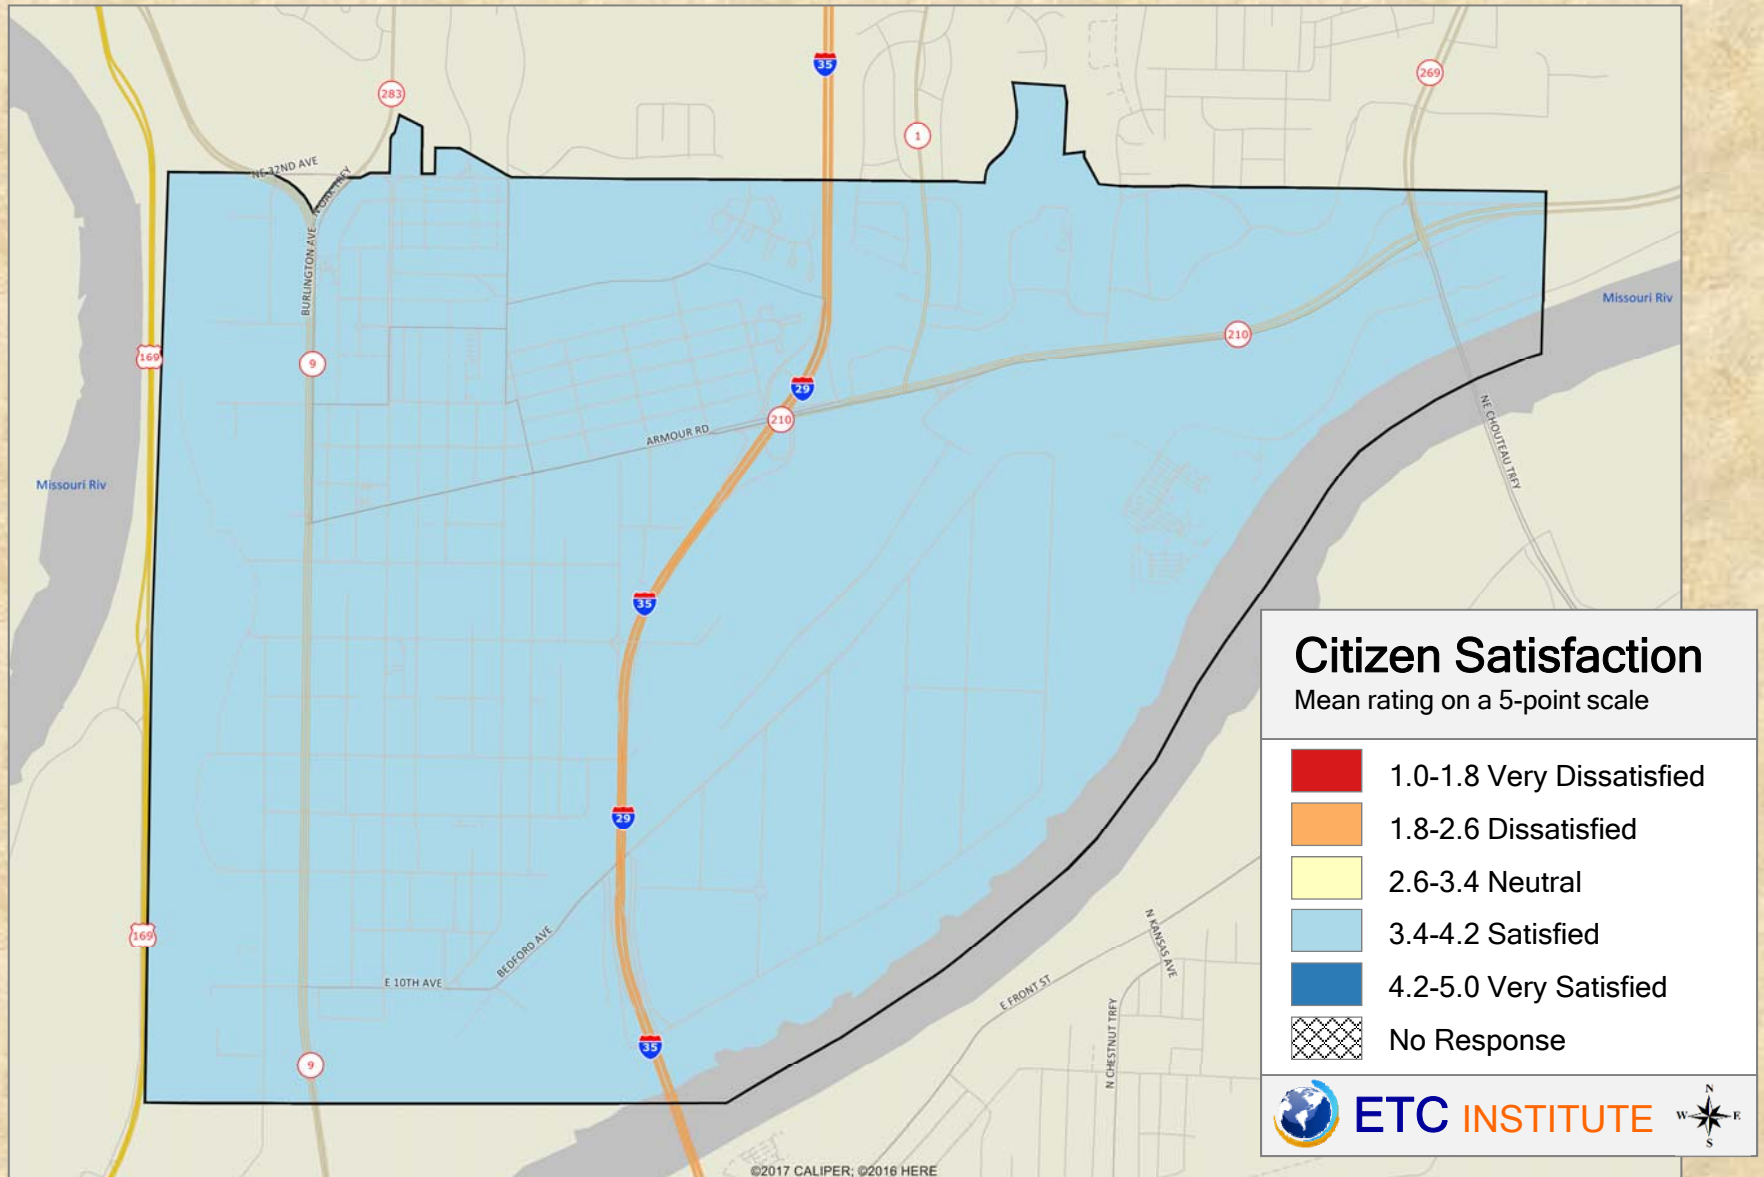 35
269
283
1
NE 32ND AVE
N OAK TRFY
BURLINGTON AVE
Missouri Riv
210
169
9
29
210
ARMOUR RD
NE CHOUTEAU TRFY
Missouri Riv
35
Citizen Satisfaction
Mean rating on a 5-point scale
1.0-1.8 Very Dissatisfied
1.8-2.6 Dissatisfied
2.6-3.4 Neutral
3.4-4.2 Satisfied
4.2-5.0 Very Satisfied
No Response
29
169
BEDFORD AVE
E 10TH AVE
N KANSAS AVE
E FRONT ST
N CHESTNUT TRFY
35
9
ETC INSTITUTE
N
W E
S
©2017 CALIPER; ©2016 HERE